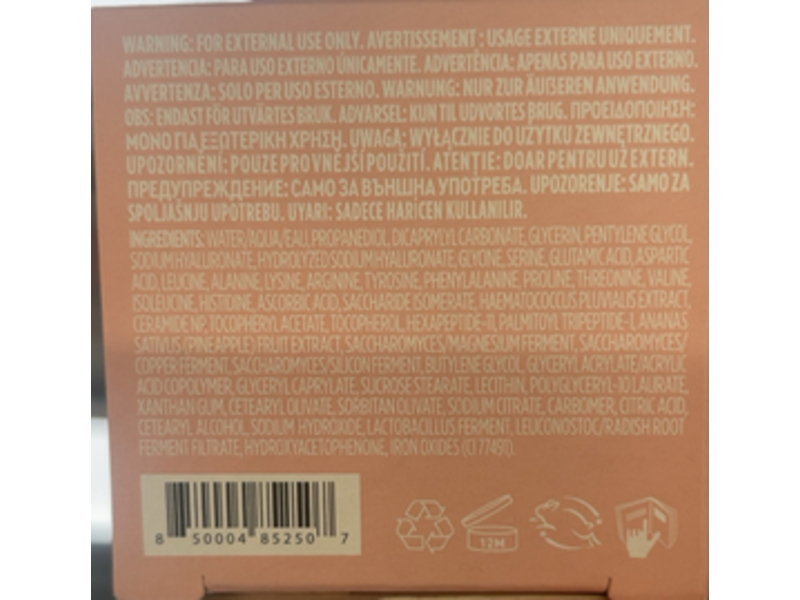 WARNING: FOR EXTERNAL USE ONLY. AVERTISSEMENT : USAGE EXTERNE UNIQUEMENT.
ADVERTENCIA: PARA USO EXTERNO ÚNICAMENTE. ADVERTÊNCIA: APENAS PARA USO EXTERNO.
AVVERTENZA: SOLO PER USO ESTERNO. WARNUNG: NUR ZUR ÄUẞEREN ANWENDUNG.
OBS: ENDAST FÖR UTVÄRTES BRUK. ADVARSEL: KUN TIL UDVORTES BRUG. ΠΡΟΕΙΔΟΠΟΙΗΣΗ:
ΜΟΝΟ ΓΙΑ ΕΞΩΤΕΡΙΚΗ ΧΡΗΣΗ. UWAGA: WYŁĄCZNIE DO UŻYTKU ZEWNĘTRZNEGO.
UPOZORNĚNÍ: POUZE PRO VNĚJŠÍ POUŽITÍ. ATENȚIE: DOAR PENTRU UZ EXTERN.
ПРЕДУПРЕЖДЕНИЕ: САМО ЗА ВЪНШНА УПОТРЕБА. UPOZORENJE: SAMO ZA
SPOLJAŠNJU UPOTREBU. UYARI: SADECE HARİCEN KULLANILIR.
INGREDIENTS: WATER/AQUA/EAU, PROPANEDIOL, DICAPRYLYL CARBONATE, GLYCERIN, PENTYLENE GLYCOL,
SODIUM HYALURONATE, HYDROLYZED SODIUM HYALURONATE, GLYCINE, SERINE, GLUTAMIC ACID, ASPARTIC
ACID, LEUCINE, ALANINE, LYSINE, ARGININE, TYROSINE, PHENYLALANINE, PROLINE, THREONINE, VALINE,
ISOLEUCINE, HISTIDINE, ASCORBIC ACID, SACCHARIDE ISOMERATE, HAEMATOCOCCUS PLUVIALIS EXTRACT,
CERAMIDE NP, TOCOPHERYL ACETATE, TOCOPHEROL, HEXAPEPTIDE-11, PALMITOYL TRIPEPTIDE-1, ANANAS
SATIVUS (PINEAPPLE) FRUIT EXTRACT, SACCHAROMYCES/MAGNESIUM FERMENT, SACCHAROMYCES/
COPPER FERMENT, SACCHAROMYCES/SILICON FERMENT, BUTYLENE GLYCOL, GLYCERYL ACRYLATE/ACRYLIC
ACID COPOLYMER, GLYCERYL CAPRYLATE, SUCROSE STEARATE, LECITHIN, POLYGLYCERYL-10 LAURATE,
XANTHAN GUM, CETEARYL OLIVATE, SORBITAN OLIVATE, SODIUM CITRATE, CARBOMER, CITRIC ACID,
CETEARYL ALCOHOL, SODIUM HYDROXIDE, LACTOBACILLUS FERMENT, LEUCONOSTOC/RADISH ROOT
FERMENT FILTRATE, HYDROXYACETOPHENONE, IRON OXIDES (CI 77491).
8 50004 85250 7
12M